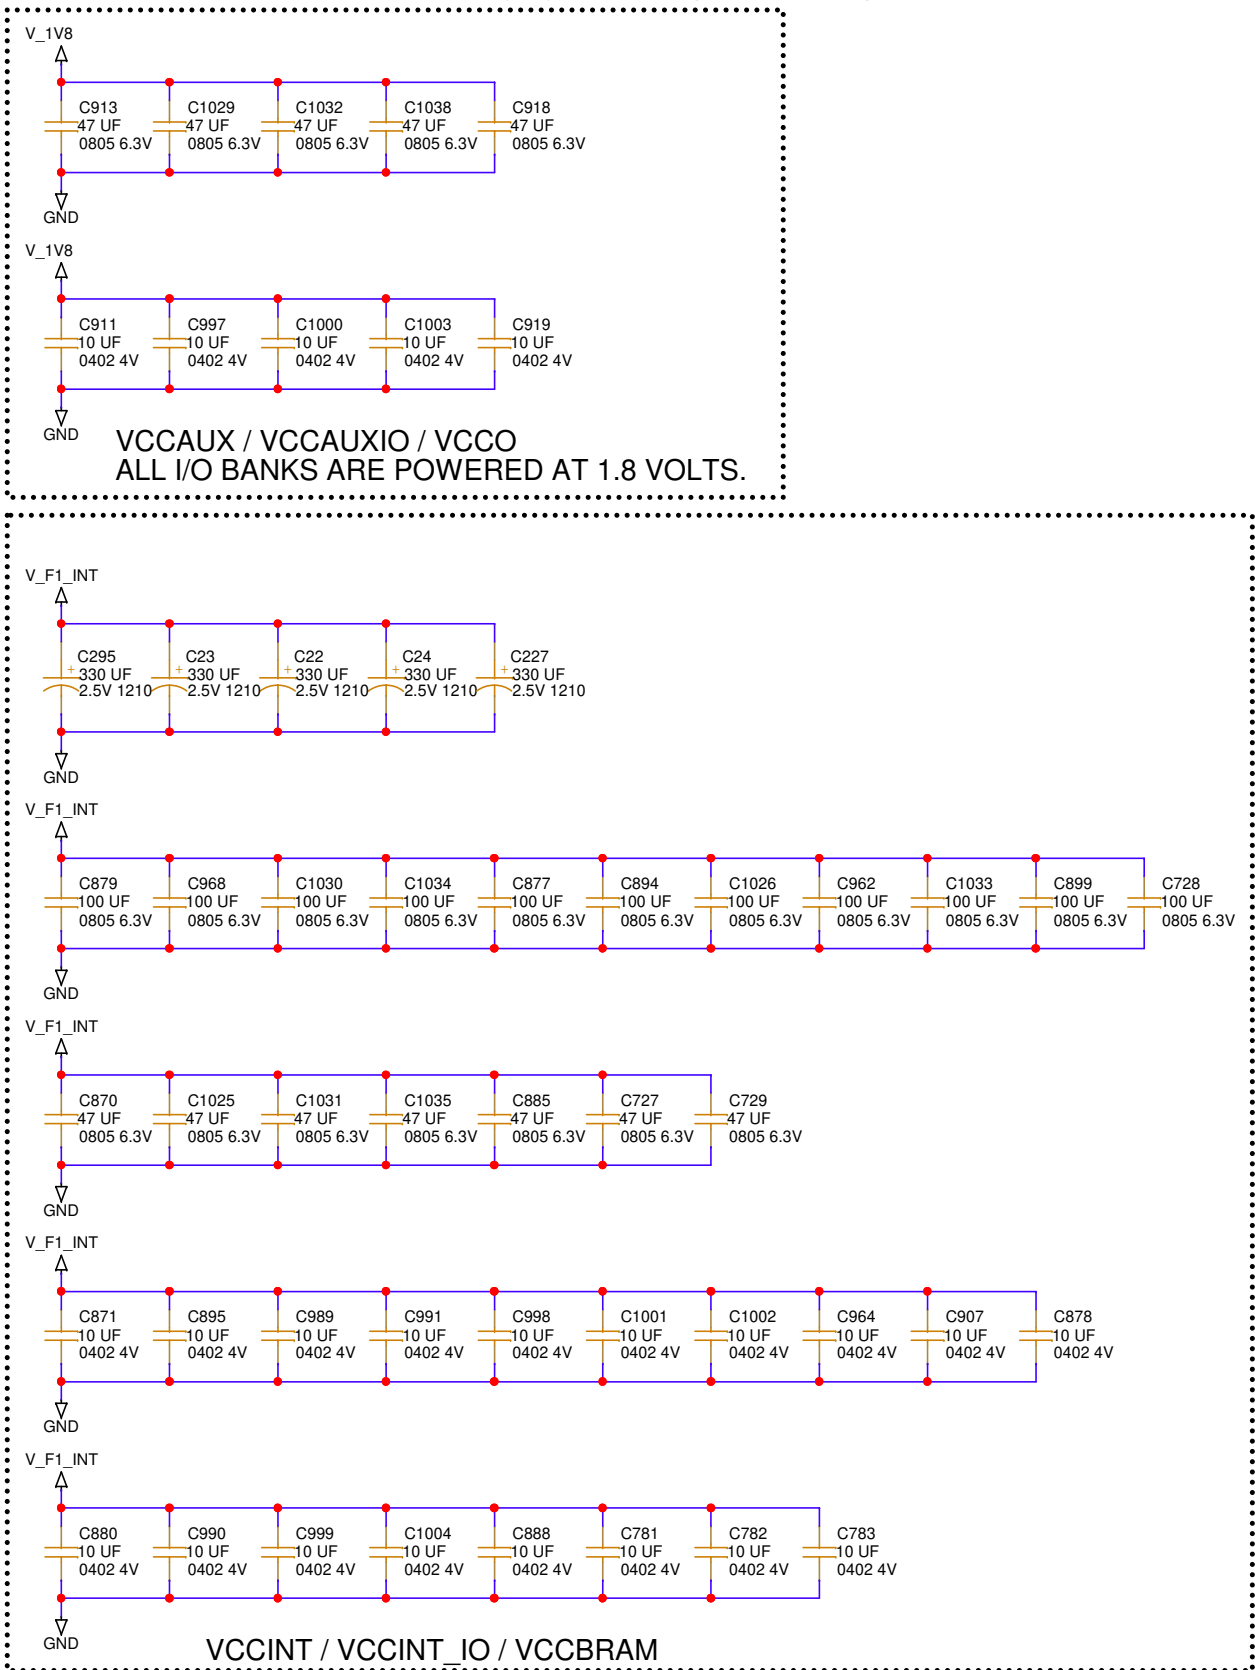 V_1V8
C913 C1029 C1032 C1038 C918
47 UF 47 UF 47 UF 47 UF 47 UF
0805 6.3V 0805 6.3V 0805 6.3V 0805 6.3V 0805 6.3V
GND
V_1V8
C911 C997 C1000 C1003 C919
10 UF 10 UF 10 UF 10 UF 10 UF
0402 4V 0402 4V 0402 4V 0402 4V 0402 4V
GND
VCCAUX / VCCAUXIO / VCCO
ALL I/O BANKS ARE POWERED AT 1.8 VOLTS.
V_F1_INT
C295 C23 C22 C24 C227
+ + + + +
330 UF 330 UF 330 UF 330 UF 330 UF
2.5V 1210 2.5V 1210 2.5V 1210 2.5V 1210 2.5V 1210
GND
V_F1_INT
C879 C968 C1030 C1034 C877 C894 C1026 C962 C1033 C899 C728
100 UF 100 UF 100 UF 100 UF 100 UF 100 UF 100 UF 100 UF 100 UF 100 UF 100 UF
0805 6.3V 0805 6.3V 0805 6.3V 0805 6.3V 0805 6.3V 0805 6.3V 0805 6.3V 0805 6.3V 0805 6.3V 0805 6.3V 0805 6.3V
GND
V_F1_INT
C870 C1025 C1031 C1035 C885 C727 C729
47 UF 47 UF 47 UF 47 UF 47 UF 47 UF 47 UF
0805 6.3V 0805 6.3V 0805 6.3V 0805 6.3V 0805 6.3V 0805 6.3V 0805 6.3V
GND
V_F1_INT
C871 C895 C989 C991 C998 C1001 C1002 C964 C907 C878
10 UF 10 UF 10 UF 10 UF 10 UF 10 UF 10 UF 10 UF 10 UF 10 UF
0402 4V 0402 4V 0402 4V 0402 4V 0402 4V 0402 4V 0402 4V 0402 4V 0402 4V 0402 4V
GND
V_F1_INT
C880 C990 C999 C1004 C888 C781 C782 C783
10 UF 10 UF 10 UF 10 UF 10 UF 10 UF 10 UF 10 UF
0402 4V 0402 4V 0402 4V 0402 4V 0402 4V 0402 4V 0402 4V 0402 4V
GND
VCCINT / VCCINT_IO / VCCBRAM